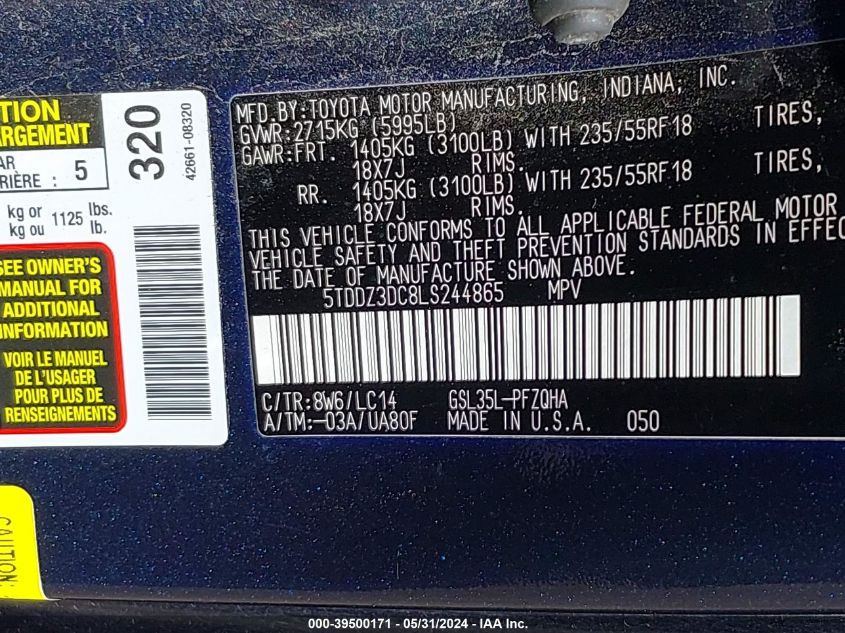 TION
ARGEMENT
AR
RIÈRE : 5
kg or 1125 lbs.
kg ou lb.
SEE OWNER'S
MANUAL FOR
ADDITIONAL
INFORMATION
VOIR LE MANUEL
DE L'USAGER
POUR PLUS DE
RENSEIGNEMENTS
320
42661-08320
MFD.BY:TOYOTA MOTOR MANUFACTURING, INDIANA, INC.
GVWR:2715KG (5995LB)
GAWR:FRT. 1405KG (3100LB) WITH 235/55RF18 TIRES,
18X7J RIMS.
RR. 1405KG (3100LB) WITH 235/55RF18 TIRES,
18X7J RIMS.
THIS VEHICLE CONFORMS TO ALL APPLICABLE FEDERAL MOTOR
VEHICLE SAFETY AND THEFT PREVENTION STANDARDS IN EFFEC
THE DATE OF MANUFACTURE SHOWN ABOVE.
5TDDZ3DC8LS244865 MPV
C/TR:8W6/LC14 GSL35L-PFZQHA
A/TM:-03A/UA80F MADE IN U.S.A. 050
CAUTION:
000-39500171 - 05/31/2024 - IAA Inc.